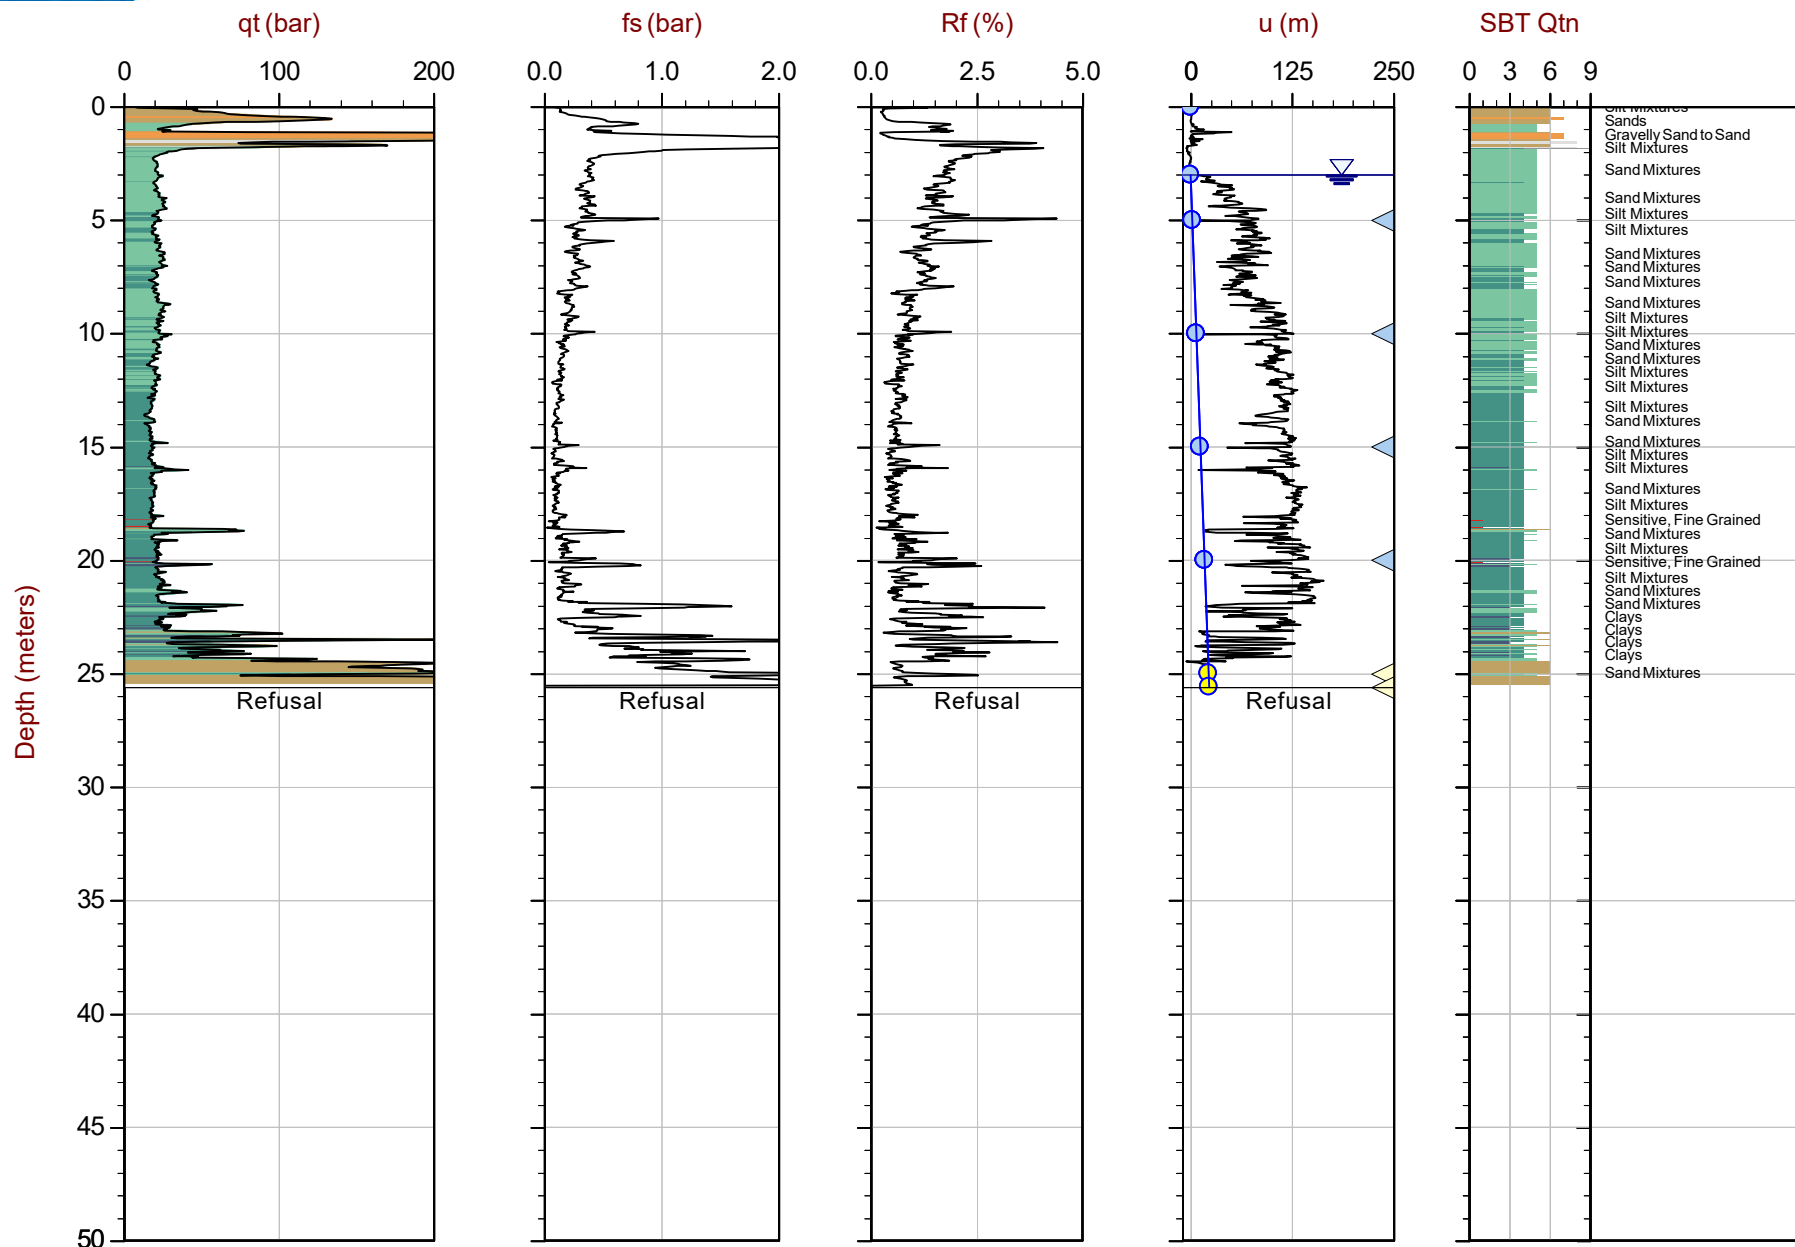 qt (bar) fs (bar) Rf (%) u (m) SBT Qtn
0 100 200 0.0 1.0 2.0 0.0 2.5 5.0 0 125 250 0 3 6 9
0
5
10
15
20
25
30
35
40
45
50
Depth (meters)
Refusal Refusal Refusal Refusal
Silt Mixtures
Sands
Gravelly Sand to Sand
Silt Mixtures
Sand Mixtures
Sand Mixtures
Silt Mixtures
Silt Mixtures
Sand Mixtures
Sand Mixtures
Sand Mixtures
Sand Mixtures
Silt Mixtures
Silt Mixtures
Sand Mixtures
Sand Mixtures
Silt Mixtures
Silt Mixtures
Silt Mixtures
Sand Mixtures
Sand Mixtures
Silt Mixtures
Silt Mixtures
Sand Mixtures
Silt Mixtures
Sensitive, Fine Grained
Sand Mixtures
Silt Mixtures
Sensitive, Fine Grained
Silt Mixtures
Sand Mixtures
Sand Mixtures
Clays
Clays
Clays
Clays
Sand Mixtures